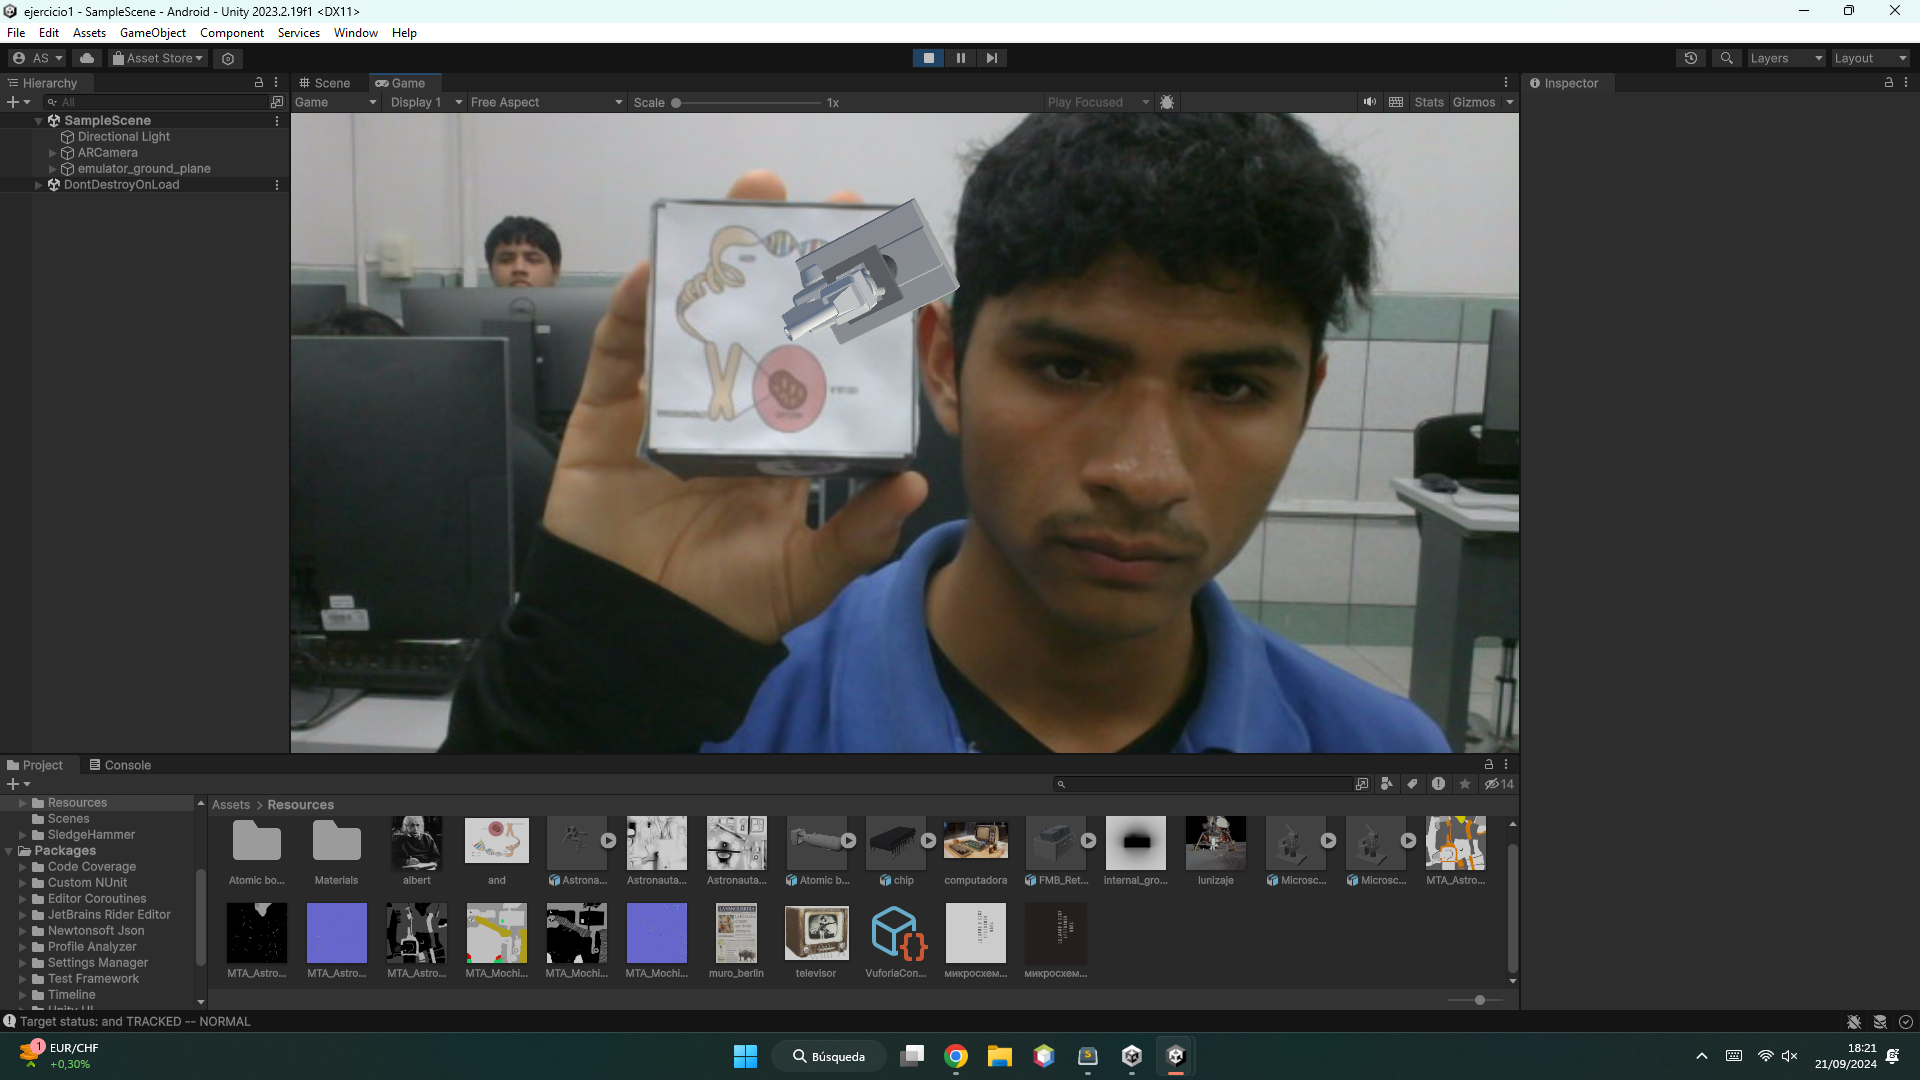 ejercicio1 - SampleScene - Android - Unity 2023.2.19f1 <DX11>
File Edit Assets GameObject Component Services Window Help
AS Asset Store Layers Layout
Hierarchy
All
SampleScene
Directional Light
ARCamera
emulator_ground_plane
DontDestroyOnLoad
Scene Game
Game Display 1 Free Aspect Scale 1x Play Focused Stats Gizmos
Inspector
Project Console
14
Resources
Scenes
SledgeHammer
Packages
Code Coverage
Custom NUnit
Editor Coroutines
JetBrains Rider Editor
Newtonsoft Json
Profile Analyzer
Settings Manager
Test Framework
Timeline
Unity UI
Assets > Resources
Atomic bo... Materials albert and Astrona... Astronauta... Astronauta... Atomic b... chip computadora FMB_Ret... internal_gro... lunizaje Microsc... Microsc... MTA_Astro...
MTA_Astro... MTA_Astro... MTA_Astro... MTA_Mochi... MTA_Mochi... MTA_Mochi... muro_berlin televisor VuforiaCon... микросхем... микросхем...
Target status: and TRACKED -- NORMAL
1 EUR/CHF
+0,30%
Búsqueda
18:21
21/09/2024